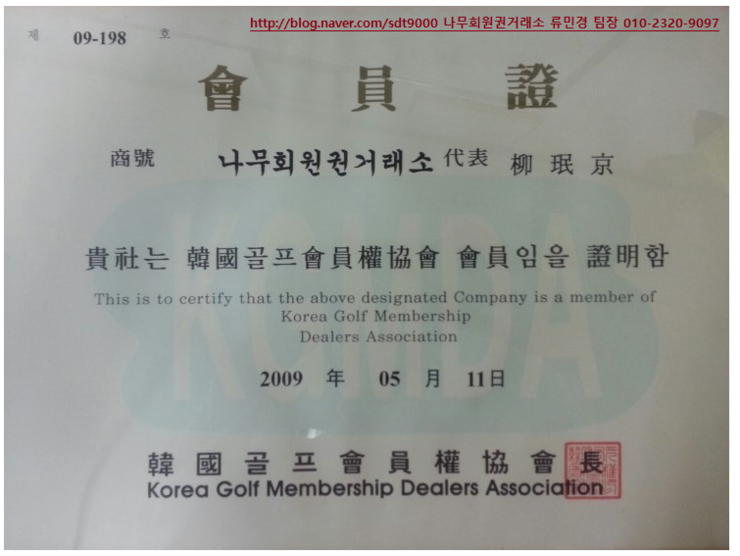 http://blog.naver.com/sdt9000 나무회원권거래소 류민경 팀장 010-2320-9097
제 09-198 호
會員證
商號 나무회원권거래소 代表 柳珉京
KGMDA
貴社는 韓國골프會員權協會 會員임을 證明함
This is to certify that the above designated Company is a member of
Korea Golf Membership
Dealers Association
2009 年 05 月 11日
韓國골프會員權協會 長
Korea Golf Membership Dealers Association